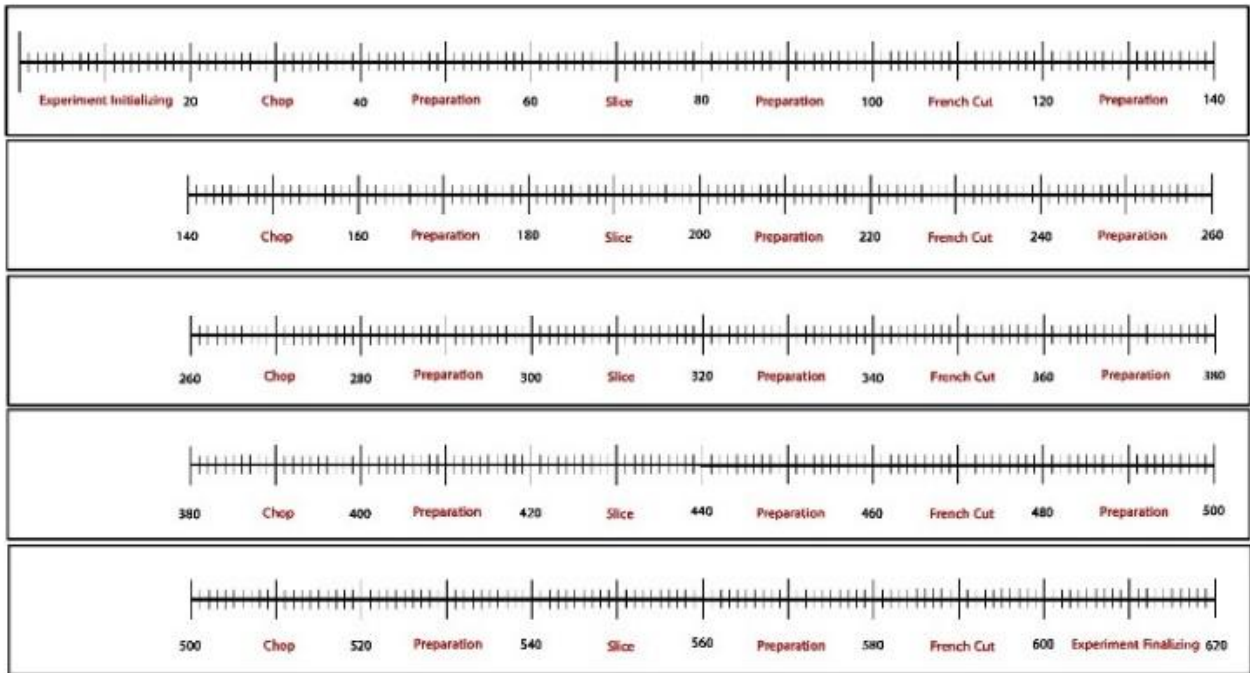 Experiment Initializing 20 Chop 40 Preparation 60 Slice 80 Preparation 100 French Cut 120 Preparation 140
140 Chop 160 Preparation 180 Slice 200 Preparation 220 French Cut 240 Preparation 260
260 Chop 280 Preparation 300 Slice 320 Preparation 340 French Cut 360 Preparation 380
380 Chop 400 Preparation 420 Slice 440 Preparation 460 French Cut 480 Preparation 500
500 Chop 520 Preparation 540 Slice 560 Preparation 580 French Cut 600 Experiment Finalizing 620